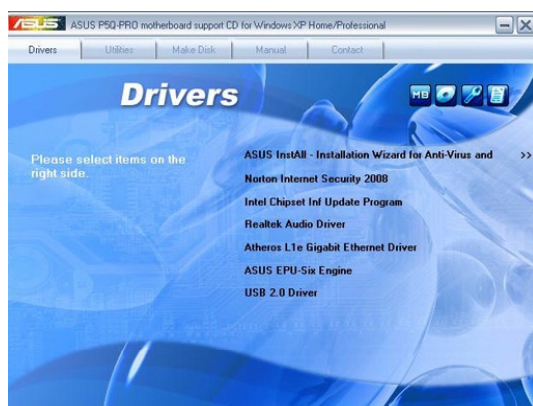 ASUS ASUS P5Q-PRO motherboard support CD for Windows XP Home/Professional
Drivers Utilities Make Disk Manual Contact
Drivers
MB
Please select items on the
right side.
ASUS InstAll - Installation Wizard for Anti-Virus and >>
Norton Internet Security 2008
Intel Chipset Inf Update Program
Realtek Audio Driver
Atheros L1e Gigabit Ethernet Driver
ASUS EPU-Six Engine
USB 2.0 Driver